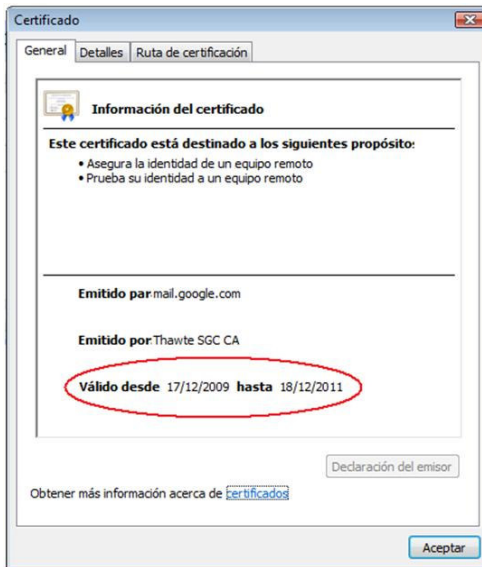 Certificado
General Detalles Ruta de certificación
Información del certificado
Este certificado está destinado a los siguientes propósito:
• Asegura la identidad de un equipo remoto
• Prueba su identidad a un equipo remoto
Emitido par mail.google.com
Emitido por Thawte SGC CA
Válido desde 17/12/2009 hasta 18/12/2011
Declaración del emisor
Obtener más información acerca de certificados
Aceptar